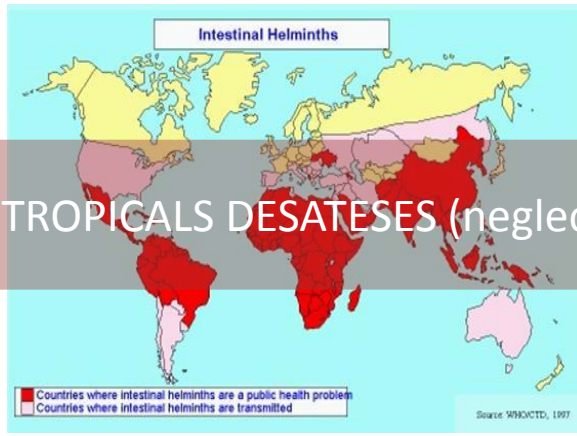 Intestinal Helminths
TROPICALS DESATESES (neglec
Countries where intestinal helminths are a public health problem
Countries where intestinal helminths are transmitted
Source: WHO/CTD, 1997